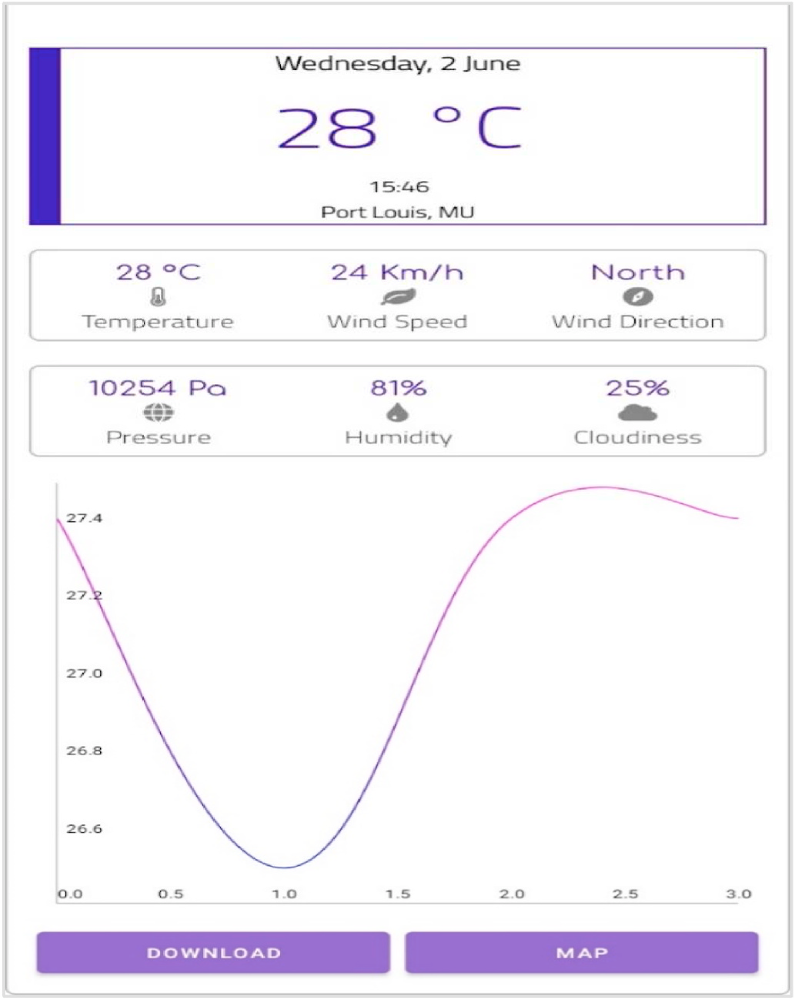 Wednesday, 2 June
28 °C
15:46
Port Louis, MU
28 °C 24 Km/h North
Temperature Wind Speed Wind Direction
10254 Pa 81% 25%
Pressure Humidity Cloudiness
27.4
27.2
27.0
26.8
26.6
0.0 0.5 1.0 1.5 2.0 2.5 3.0
DOWNLOAD MAP